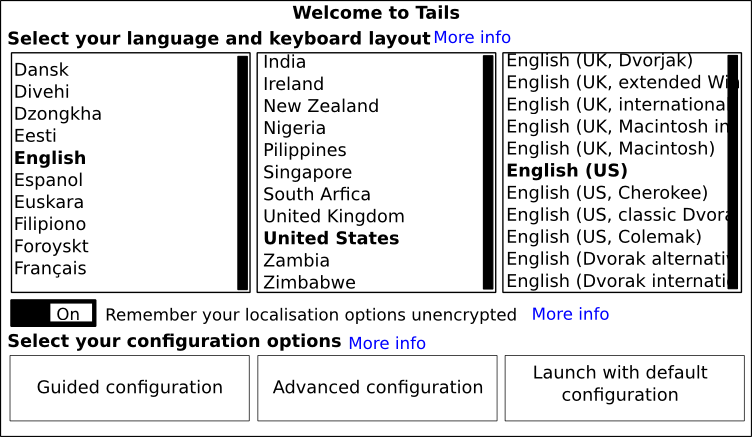 Welcome to Tails
Select your language and keyboard layout More info
Dansk
Divehi
Dzongkha
Eesti
English
Espanol
Euskara
Filipiono
Foroyskt
Français
India
Ireland
New Zealand
Nigeria
Pilippines
Singapore
South Arfica
United Kingdom
United States
Zambia
Zimbabwe
English (UK, Dvorjak)
English (UK, extended Win
English (UK, internationa
English (UK, Macintosh in
English (UK, Macintosh)
English (US)
English (US, Cherokee)
English (US, classic Dvora
English (US, Colemak)
English (Dvorak alternativ
English (Dvorak internati
On Remember your localisation options unencrypted More info
Select your configuration options More info
Guided configuration
Advanced configuration
Launch with default
configuration